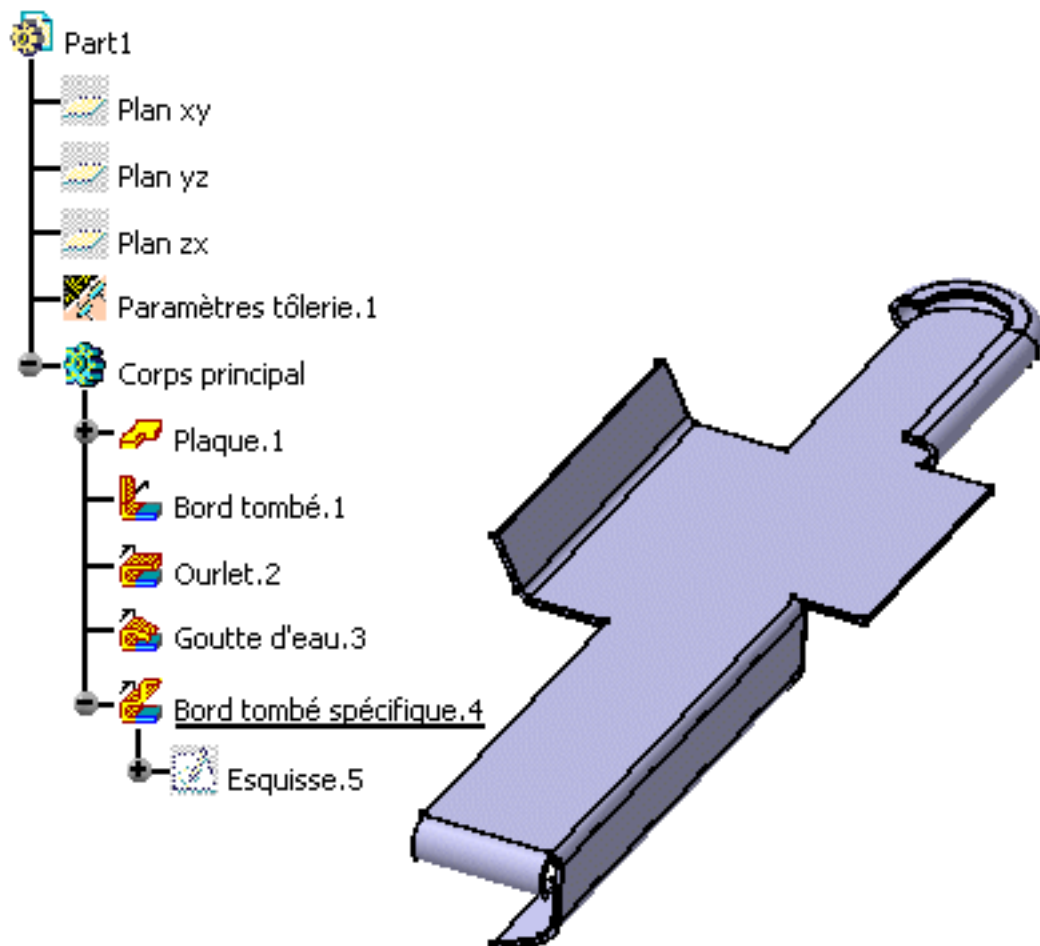 Part1
Plan xy
Plan yz
Plan zx
Paramètres tôlerie.1
Corps principal
Plaque.1
Bord tombé.1
Ourlet.2
Goutte d'eau.3
Bord tombé spécifique.4
Esquisse.5